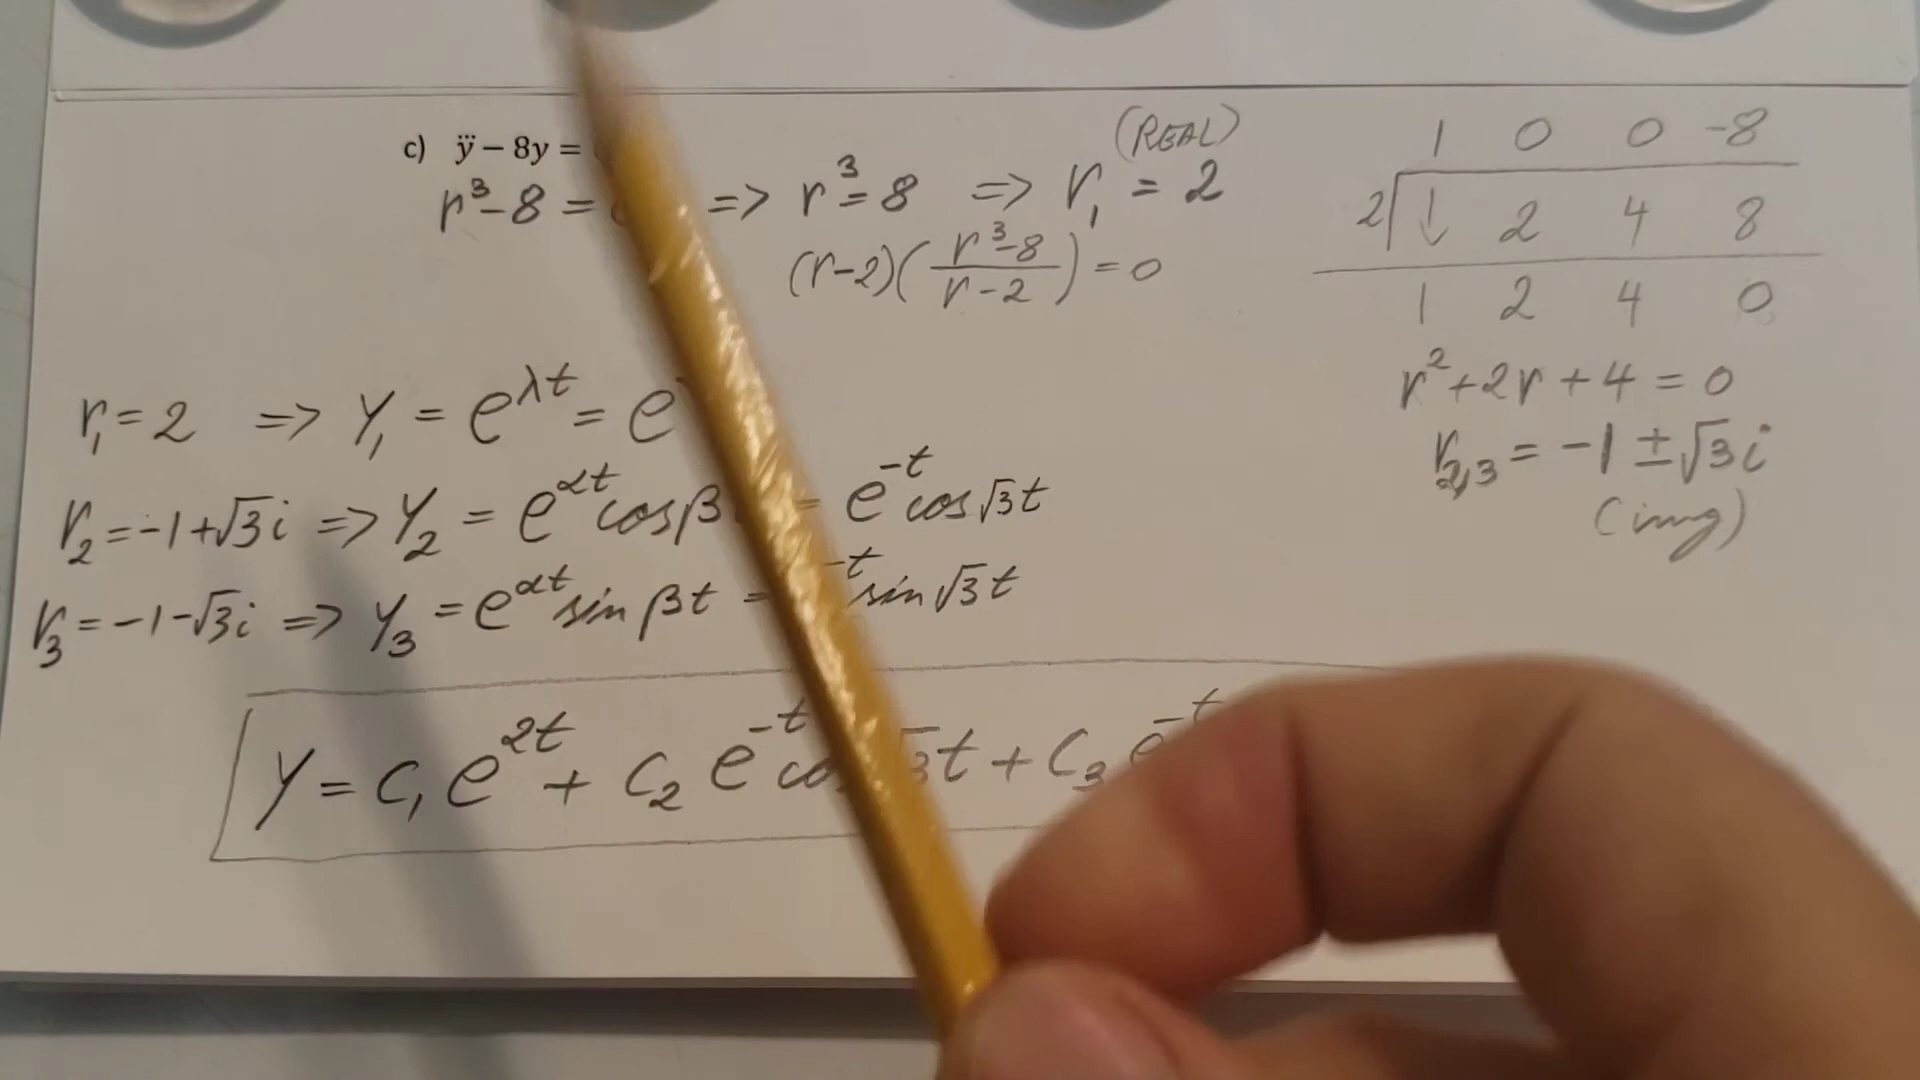 c) y⃛ − 8y =
r³-8 = => r³=8 => r₁ = 2
(REAL)
(r-2)(r³-8/r-2)=0
1 0 0 -8
2 ↓ 2 4 8
1 2 4 0
r²+2r+4=0
r₂,₃ = -1 ± √3 i
(img)
r₁=2 => y₁ = e^λt = e
r₂=-1+√3i => y₂ = e^αt cosβ = e^-t cos√3t
r₃=-1-√3i => y₃ = e^αt sin βt = -t sin√3t
y = c₁e^2t + c₂ e^-t t + c₃ e^-t